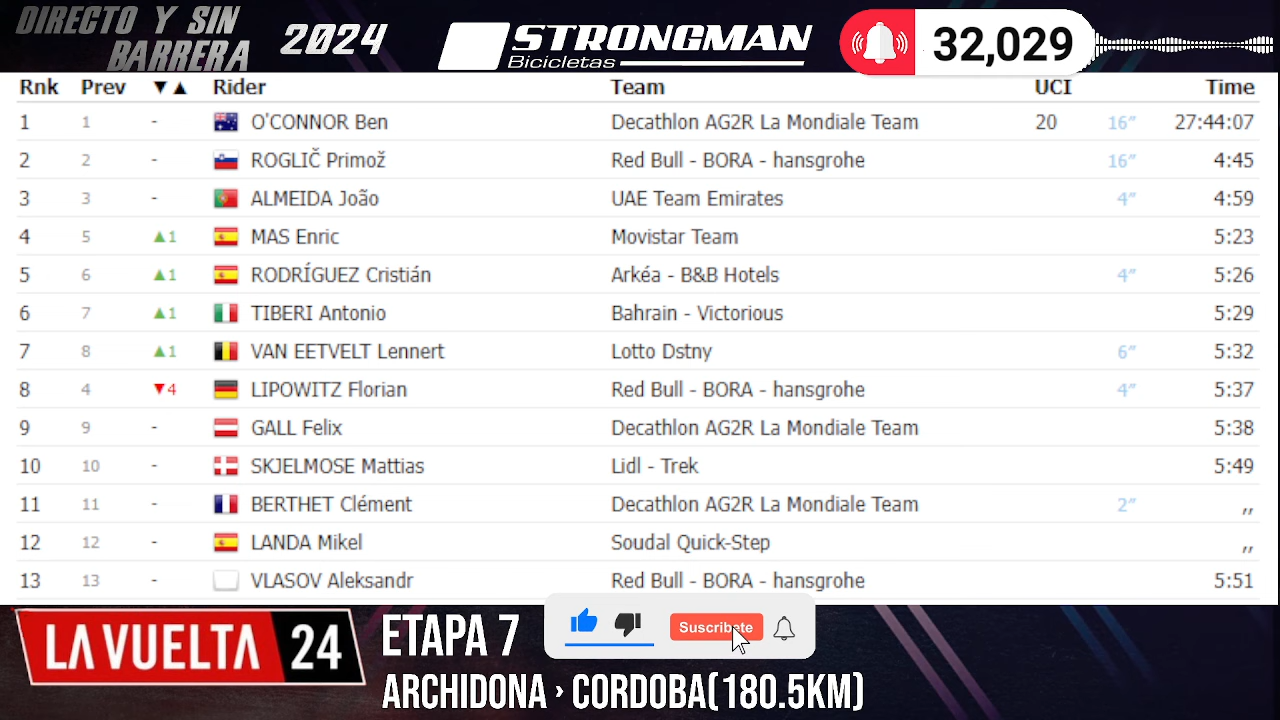 DIRECTO Y SIN BARRERA 2024 STRONGMAN Bicicletas 32,029
Rnk Prev ▼▲ Rider Team UCI Time
1 1 - O'CONNOR Ben Decathlon AG2R La Mondiale Team 20 16″ 27:44:07
2 2 - ROGLIČ Primož Red Bull - BORA - hansgrohe 16″ 4:45
3 3 - ALMEIDA João UAE Team Emirates 4″ 4:59
4 5 ▲1 MAS Enric Movistar Team 5:23
5 6 ▲1 RODRÍGUEZ Cristián Arkéa - B&B Hotels 4″ 5:26
6 7 ▲1 TIBERI Antonio Bahrain - Victorious 5:29
7 8 ▲1 VAN EETVELT Lennert Lotto Dstny 6″ 5:32
8 4 ▼4 LIPOWITZ Florian Red Bull - BORA - hansgrohe 4″ 5:37
9 9 - GALL Felix Decathlon AG2R La Mondiale Team 5:38
10 10 - SKJELMOSE Mattias Lidl - Trek 5:49
11 11 - BERTHET Clément Decathlon AG2R La Mondiale Team 2″ ,,
12 12 - LANDA Mikel Soudal Quick-Step ,,
13 13 - VLASOV Aleksandr Red Bull - BORA - hansgrohe 5:51
LA VUELTA 24
ETAPA 7
Suscríbete
ARCHIDONA › CORDOBA(180.5KM)